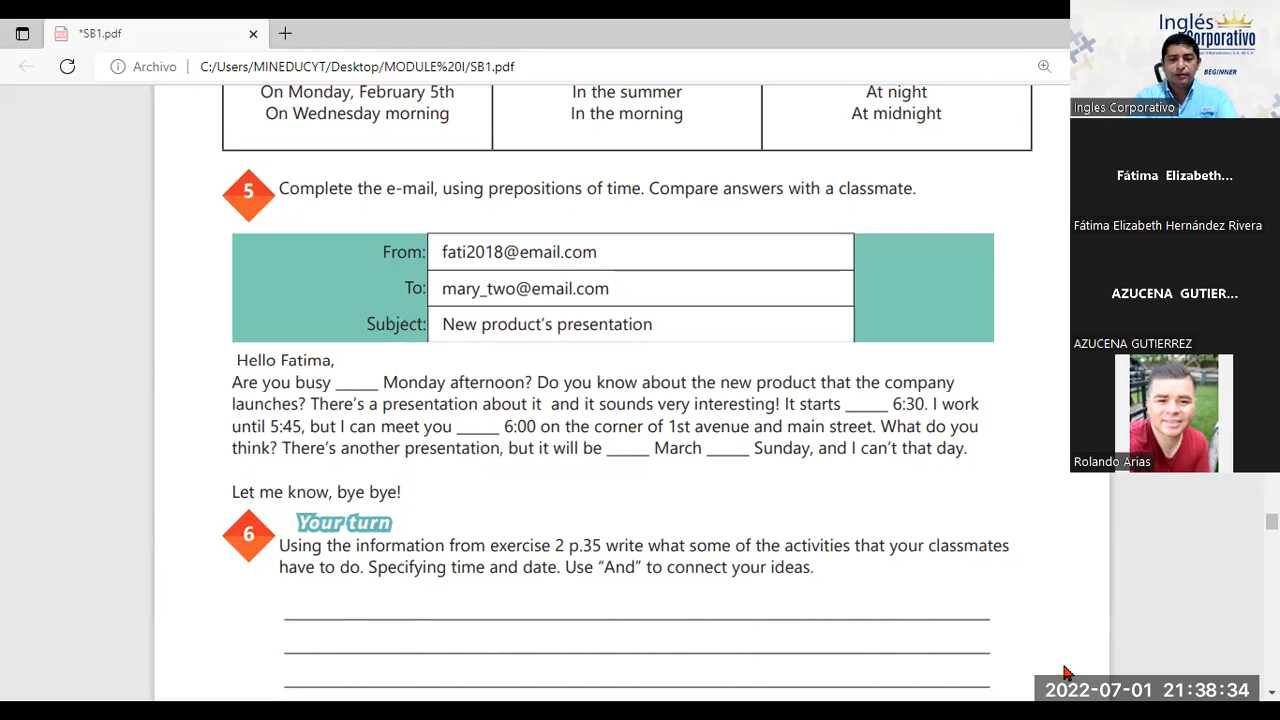 *SB1.pdf
Archivo
C:/Users/MINEDUCYT/Desktop/MODULE%20I/SB1.pdf
On Monday, February 5th
In the summer
At night
On Wednesday morning
In the morning
At midnight
5
Complete the e-mail, using prepositions of time. Compare answers with a classmate.
From:
fati2018@email.com
To:
mary_two@email.com
Subject:
New product's presentation
Hello Fatima,
Are you busy _____ Monday afternoon? Do you know about the new product that the company
launches? There's a presentation about it  and it sounds very interesting! It starts _____ 6:30. I work
until 5:45, but I can meet you _____ 6:00 on the corner of 1st avenue and main street. What do you
think? There's another presentation, but it will be _____ March _____ Sunday, and I can't that day.
Let me know, bye bye!
Your turn
6
Using the information from exercise 2 p.35 write what some of the activities that your classmates
have to do. Specifying time and date. Use “And” to connect your ideas.
Inglés
Corporativo
BEGINNER
Ingles Corporativo
Fátima Elizabeth...
Fátima Elizabeth Hernández Rivera
AZUCENA GUTIER...
AZUCENA GUTIERREZ
Rolando Arias
2022-07-01 21:38:34